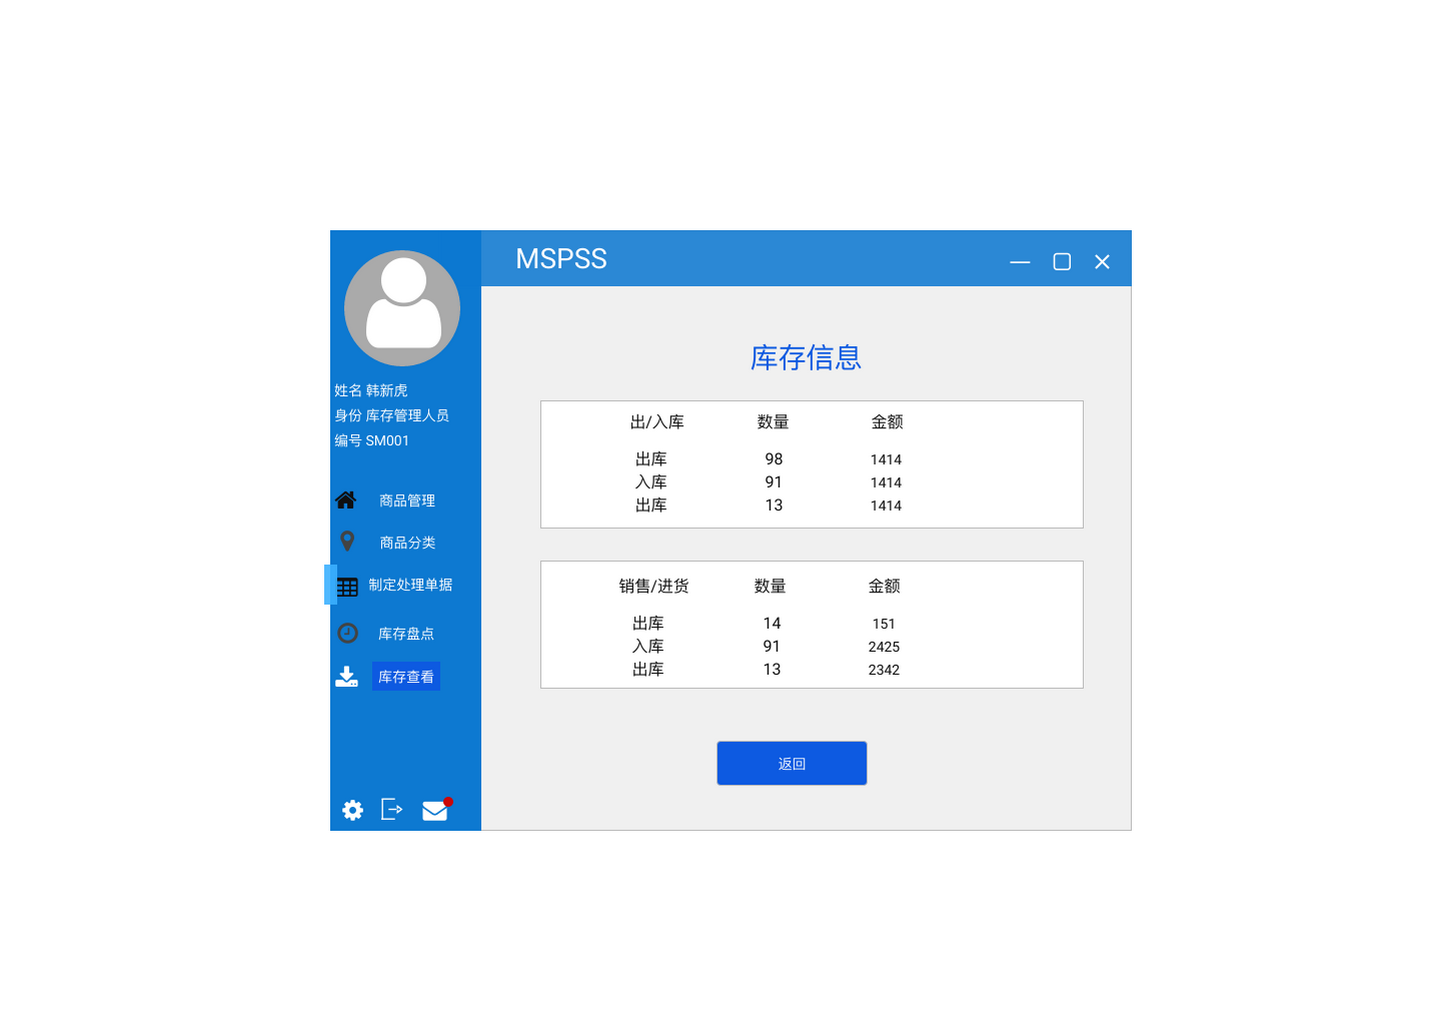 MSPSS
姓名 韩新虎
身份 库存管理人员
编号 SM001
商品管理
商品分类
制定处理单据
库存盘点
库存查看
库存信息
出/入库 数量 金额
出库 98 1414
入库 91 1414
出库 13 1414
销售/进货 数量 金额
出库 14 151
入库 91 2425
出库 13 2342
返回